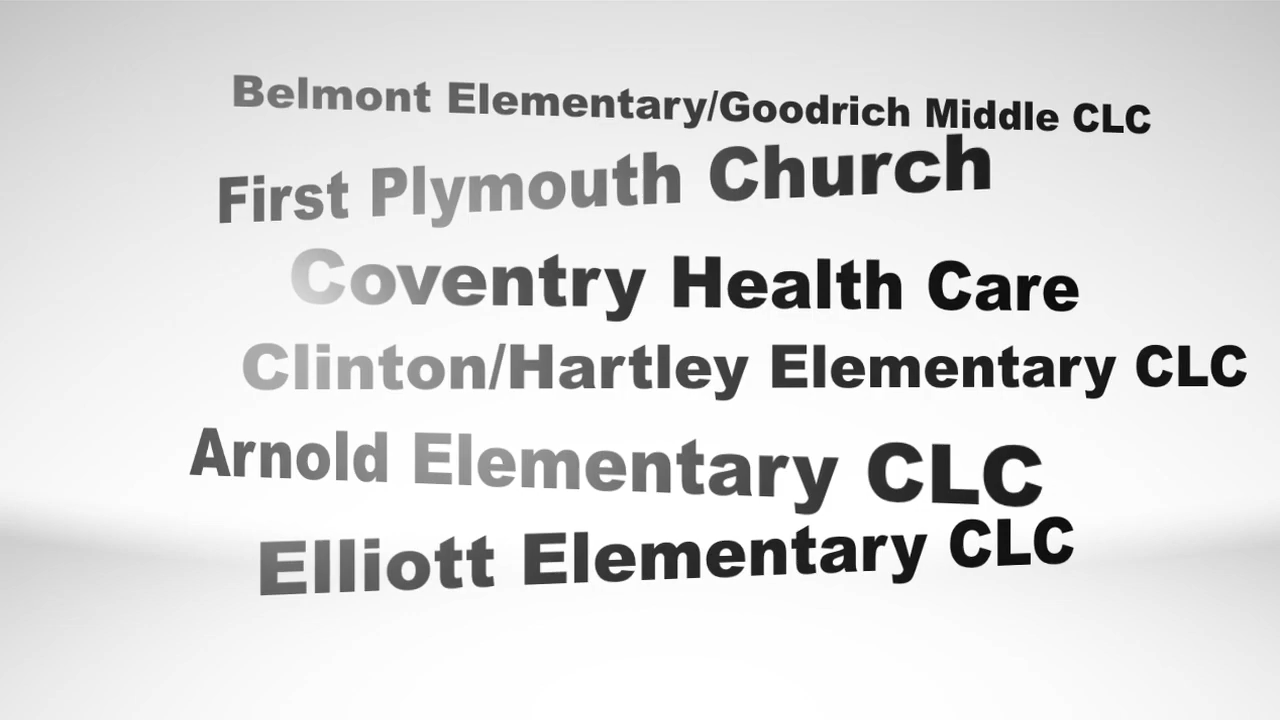 Belmont Elementary/Goodrich Middle CLC
First Plymouth Church
Coventry Health Care
Clinton/Hartley Elementary CLC
Arnold Elementary CLC
Elliott Elementary CLC